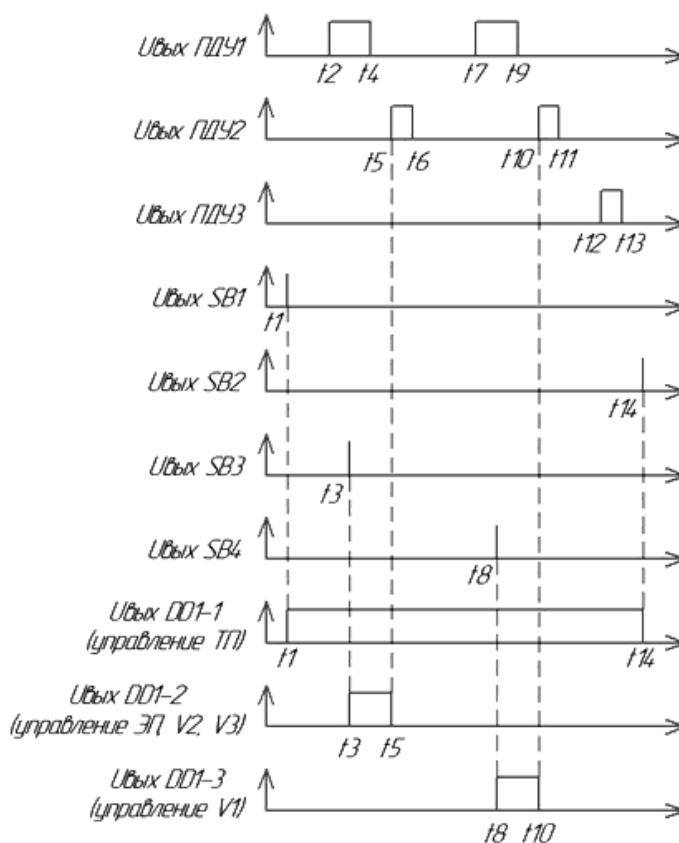 Uвых ПДУ1
t2 t4 t7 t9
Uвых ПДУ2
t5 t6 t10 t11
Uвых ПДУ3
t12 t13
Uвых SB1
t1
Uвых SB2
t14
Uвых SB3
t3
Uвых SB4
t8
Uвых DD1-1
(управление ТП)
t1 t14
Uвых DD1-2
(управление ЭП, V2, V3)
t3 t5
Uвых DD1-3
(управление V1)
t8 t10